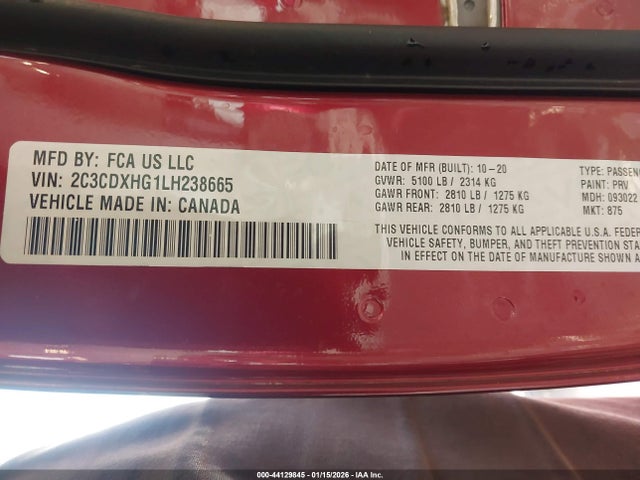 MFD BY: FCA US LLC
VIN: 2C3CDXHG1LH238665
VEHICLE MADE IN: CANADA
DATE OF MFR (BUILT): 10-20
GVWR: 5100 LB / 2314 KG
GAWR FRONT: 2810 LB / 1275 KG
GAWR REAR: 2810 LB / 1275 KG
TYPE: PASSEN
PAINT: PRV
MDH: 093022
MKT: 875
THIS VEHICLE CONFORMS TO ALL APPLICABLE U.S.A. FEDER
VEHICLE SAFETY, BUMPER, AND THEFT PREVENTION STA
IN EFFECT ON THE DATE OF MANUFACTURE SHOWN A
000-44129845 - 01/15/2026 - IAA Inc.